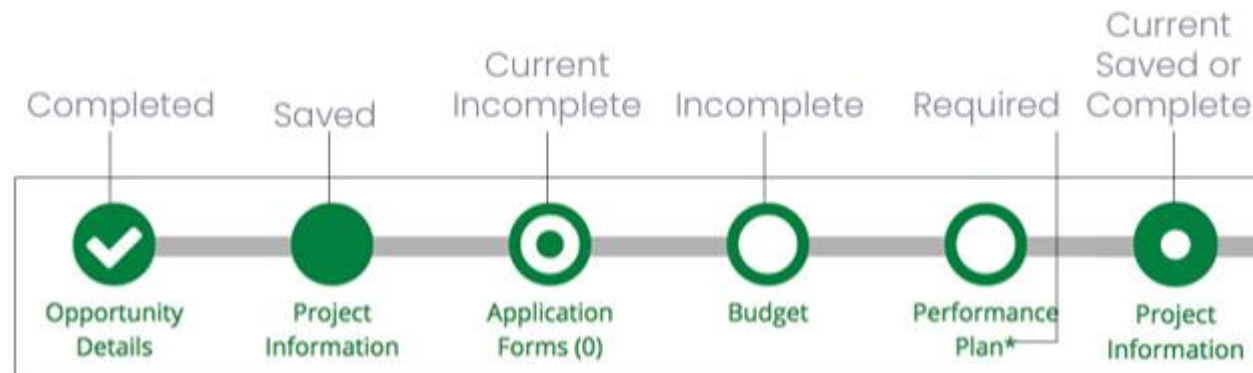 Completed
Saved
Current
Incomplete
Incomplete
Required
Current
Saved or
Complete
Opportunity
Details
Project
Information
Application
Forms (0)
Budget
Performance
Plan*
Project
Information